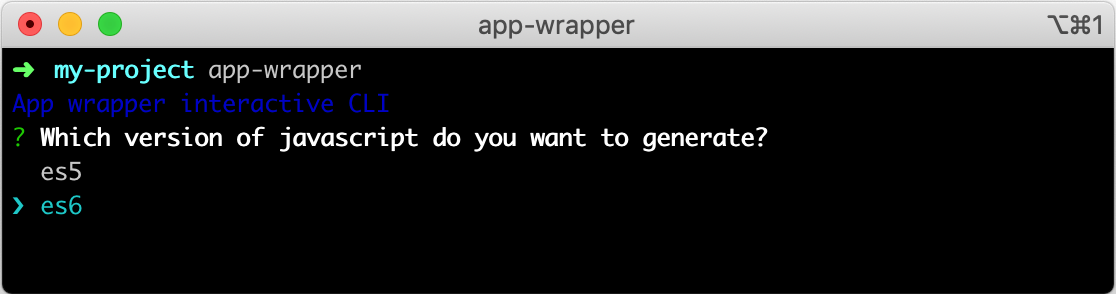 app-wrapper
⌥⌘1
➜ my-project app-wrapper
App wrapper interactive CLI
? Which version of javascript do you want to generate?
es5
❯ es6